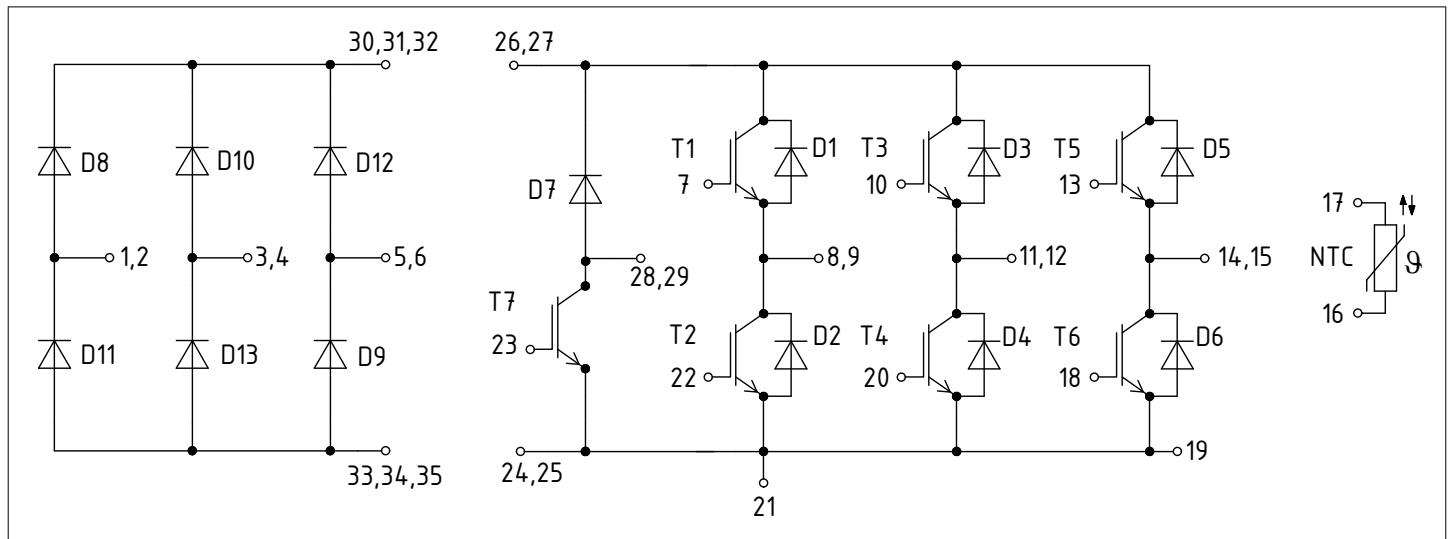 30,31,32
26,27
D8
D10
D12
D7
T1
7
D1
T3
10
D3
T5
13
D5
17
NTC
ϑ
16
1,2
3,4
5,6
28,29
8,9
11,12
14,15
D11
D13
D9
T7
23
T2
22
D2
T4
20
D4
T6
18
D6
33,34,35
24,25
21
19